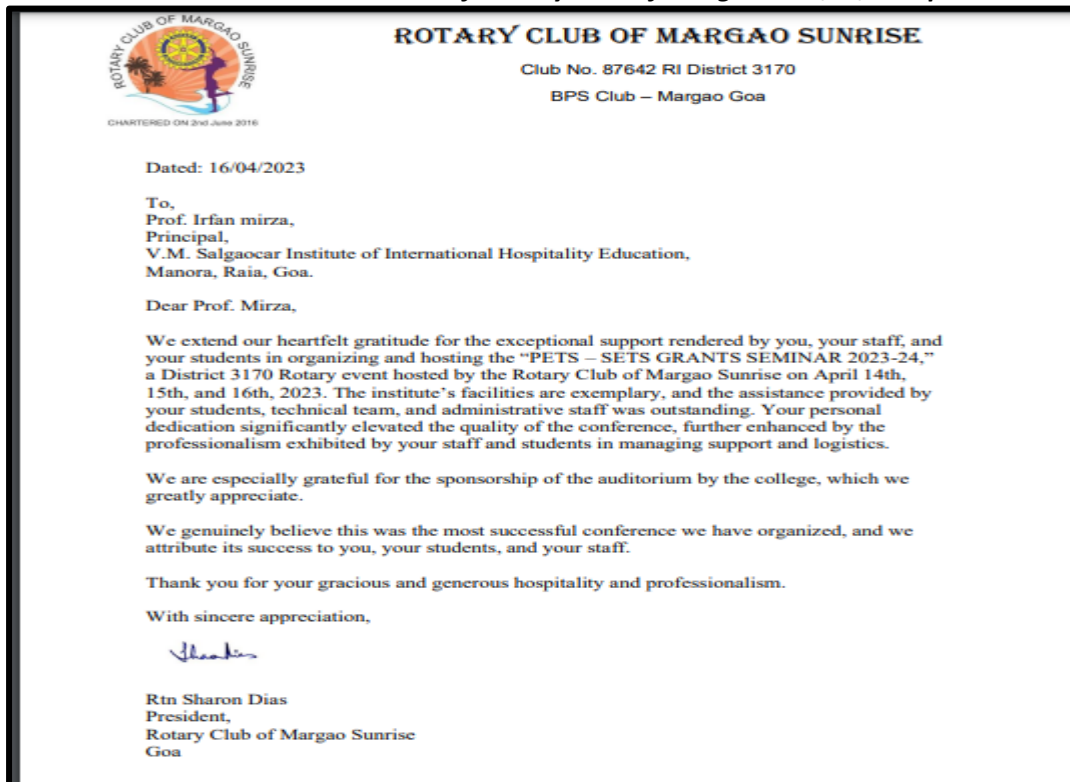 ROTARY CLUB OF MARGAO SUNRISE
ROTARY CLUB OF MARGAO SUNRISE
Club No. 87642 RI District 3170
BPS Club – Margao Goa
CHARTERED ON 2nd June 2016
Dated: 16/04/2023
To,
Prof. Irfan mirza,
Principal,
V.M. Salgaocar Institute of International Hospitality Education,
Manora, Raia, Goa.
Dear Prof. Mirza,
We extend our heartfelt gratitude for the exceptional support rendered by you, your staff, and
your students in organizing and hosting the “PETS – SETS GRANTS SEMINAR 2023-24,”
a District 3170 Rotary event hosted by the Rotary Club of Margao Sunrise on April 14th,
15th, and 16th, 2023. The institute’s facilities are exemplary, and the assistance provided by
your students, technical team, and administrative staff was outstanding. Your personal
dedication significantly elevated the quality of the conference, further enhanced by the
professionalism exhibited by your staff and students in managing support and logistics.
We are especially grateful for the sponsorship of the auditorium by the college, which we
greatly appreciate.
We genuinely believe this was the most successful conference we have organized, and we
attribute its success to you, your students, and your staff.
Thank you for your gracious and generous hospitality and professionalism.
With sincere appreciation,
Rtn Sharon Dias
President,
Rotary Club of Margao Sunrise
Goa